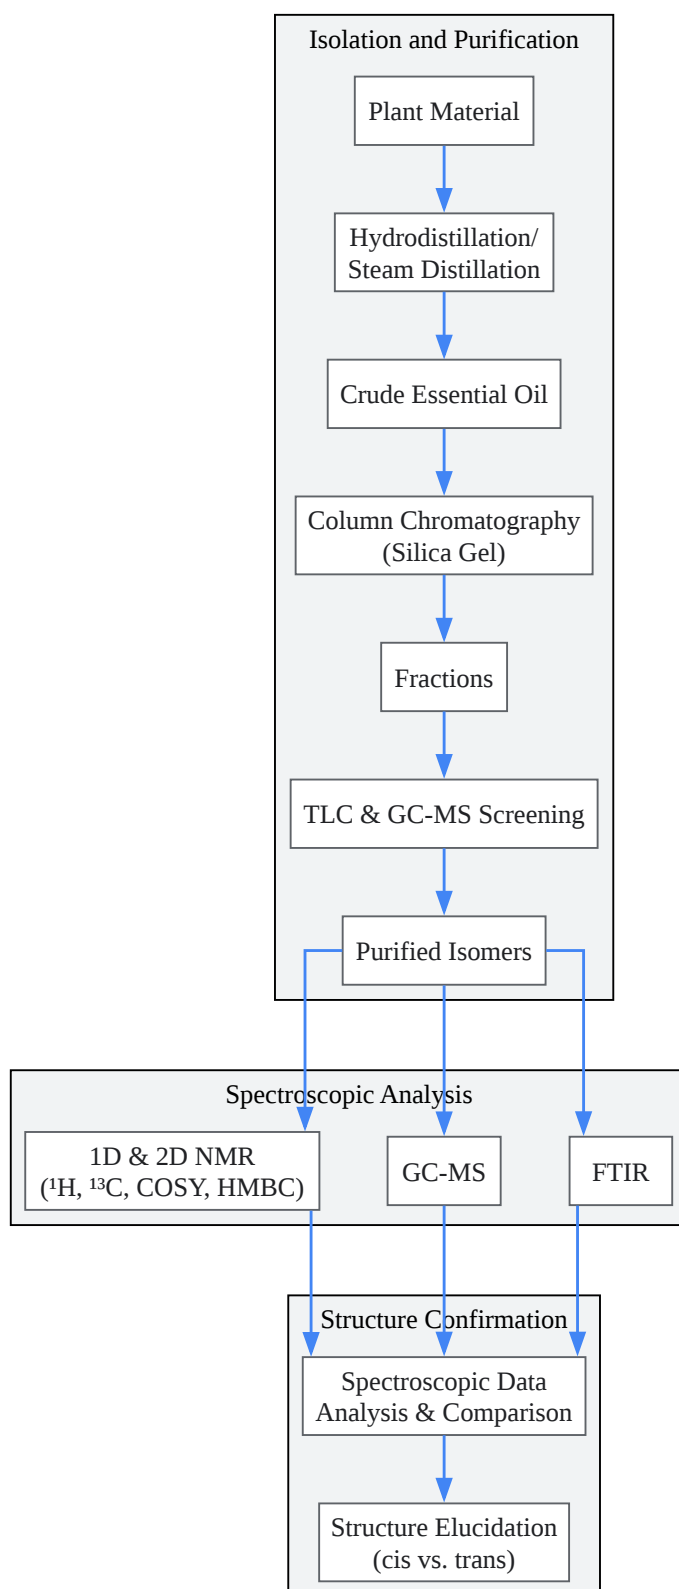 Isolation and Purification
Plant Material
Hydrodistillation/
Steam Distillation
Crude Essential Oil
Column Chromatography
(Silica Gel)
Fractions
TLC & GC-MS Screening
Purified Isomers
Spectroscopic Analysis
1D & 2D NMR
(¹H, ¹³C, COSY, HMBC)
GC-MS
FTIR
Structure Confirmation
Spectroscopic Data
Analysis & Comparison
Structure Elucidation
(cis vs. trans)